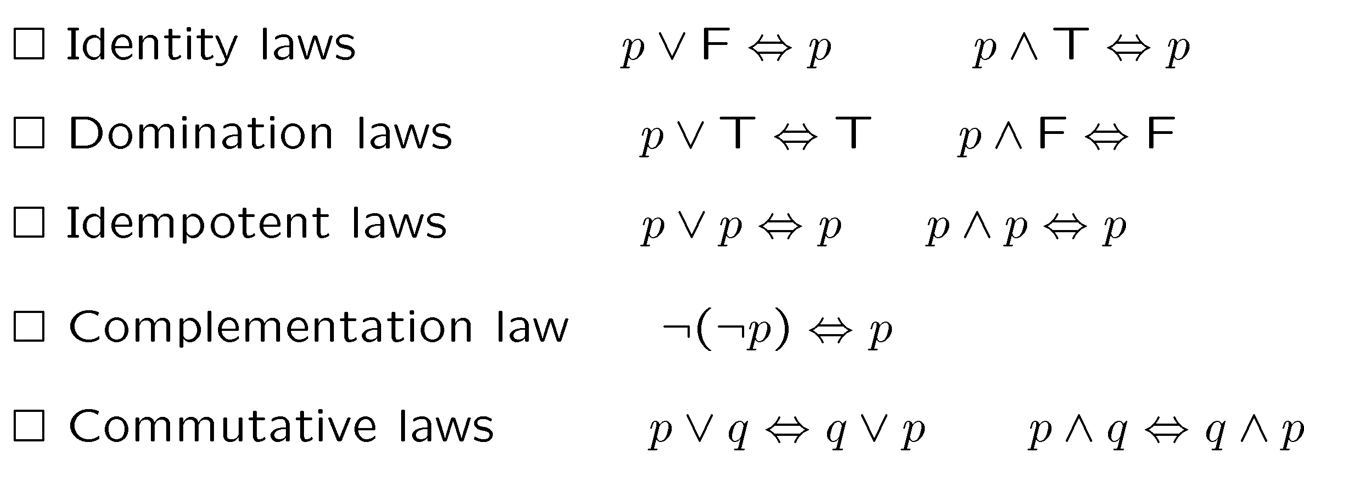 □ Identity laws p ∨ F ⇔ p p ∧ T ⇔ p
□ Domination laws p ∨ T ⇔ T p ∧ F ⇔ F
□ Idempotent laws p ∨ p ⇔ p p ∧ p ⇔ p
□ Complementation law ¬(¬p) ⇔ p
□ Commutative laws p ∨ q ⇔ q ∨ p p ∧ q ⇔ q ∧ p